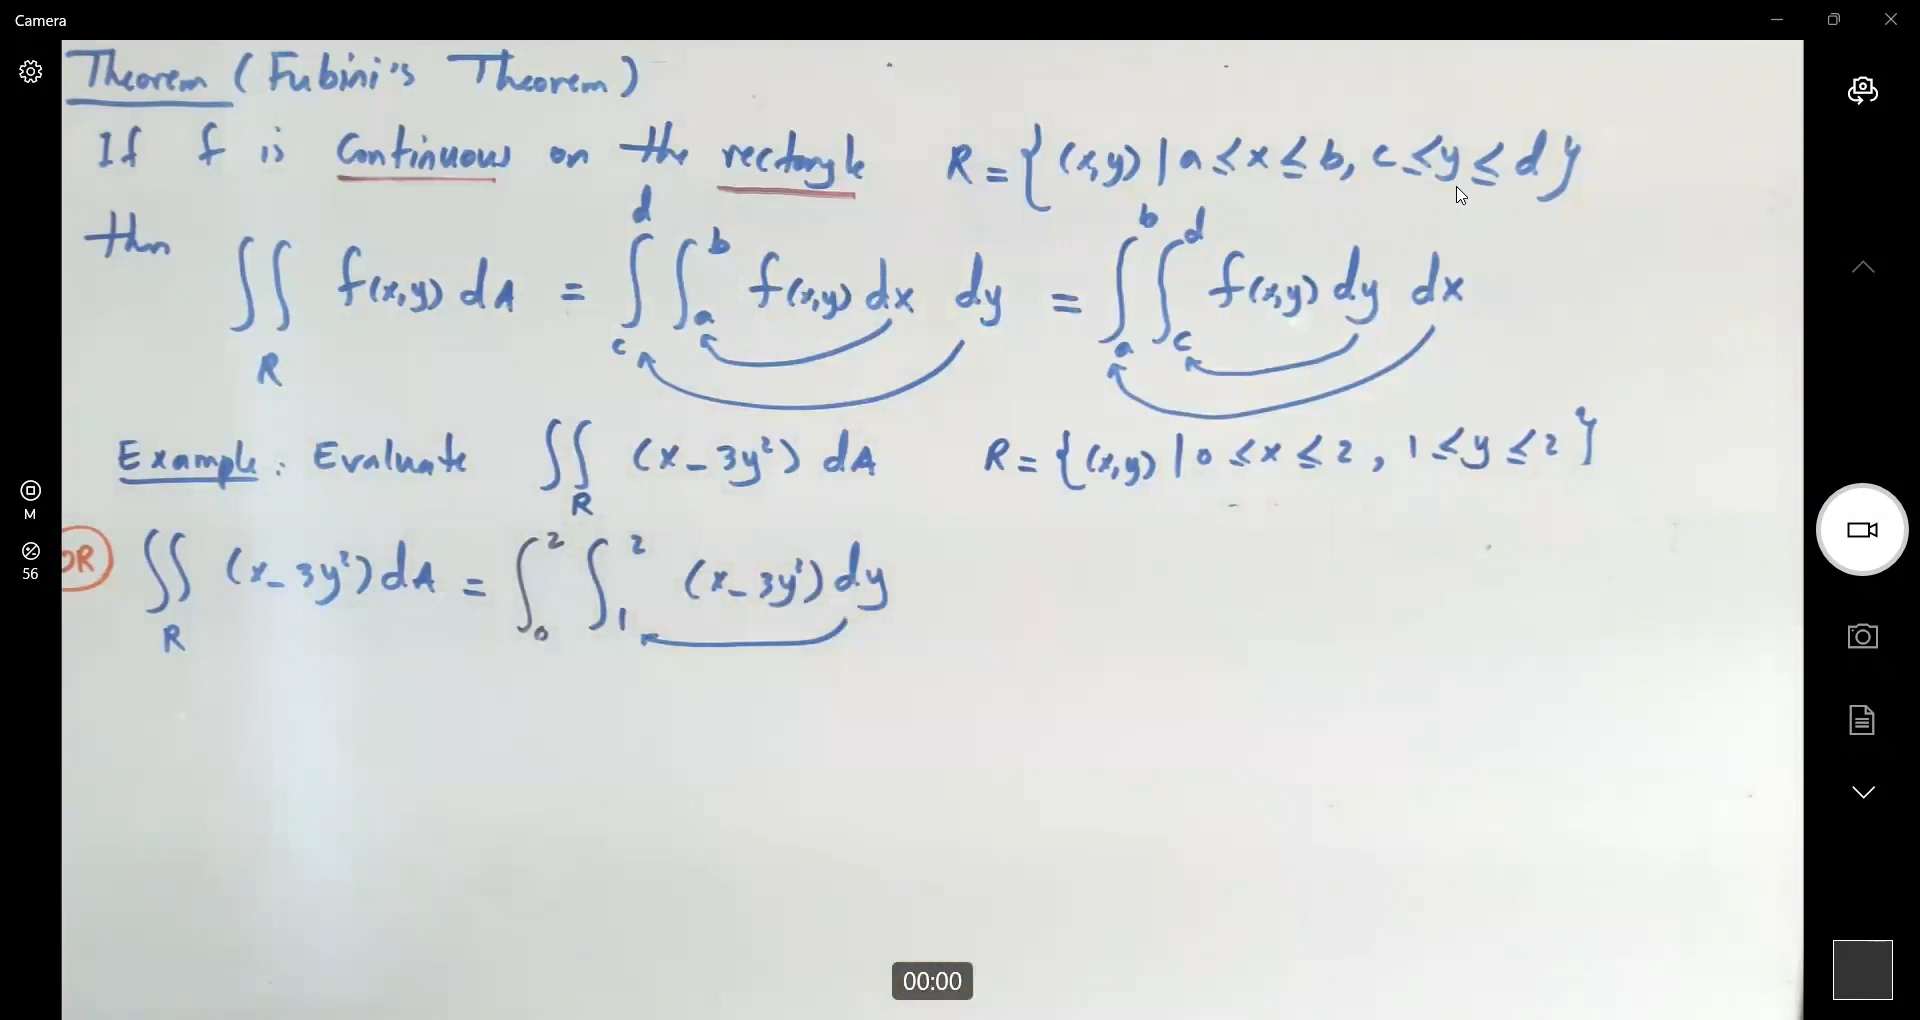 Camera
Theorem (Fubini's Theorem)
If f is continuous on the rectangle R = {(x,y) | a ≤ x ≤ b, c ≤ y ≤ d}
then ∬_R f(x,y) dA = ∫_c^d ∫_a^b f(x,y) dx dy = ∫_a^b ∫_c^d f(x,y) dy dx
Example: Evaluate ∬_R (x - 3y²) dA R = {(x,y) | 0 ≤ x ≤ 2, 1 ≤ y ≤ 2}
M
OR ∬_R (x - 3y²) dA = ∫_0^2 ∫_1^2 (x - 3y²) dy
56
00:00